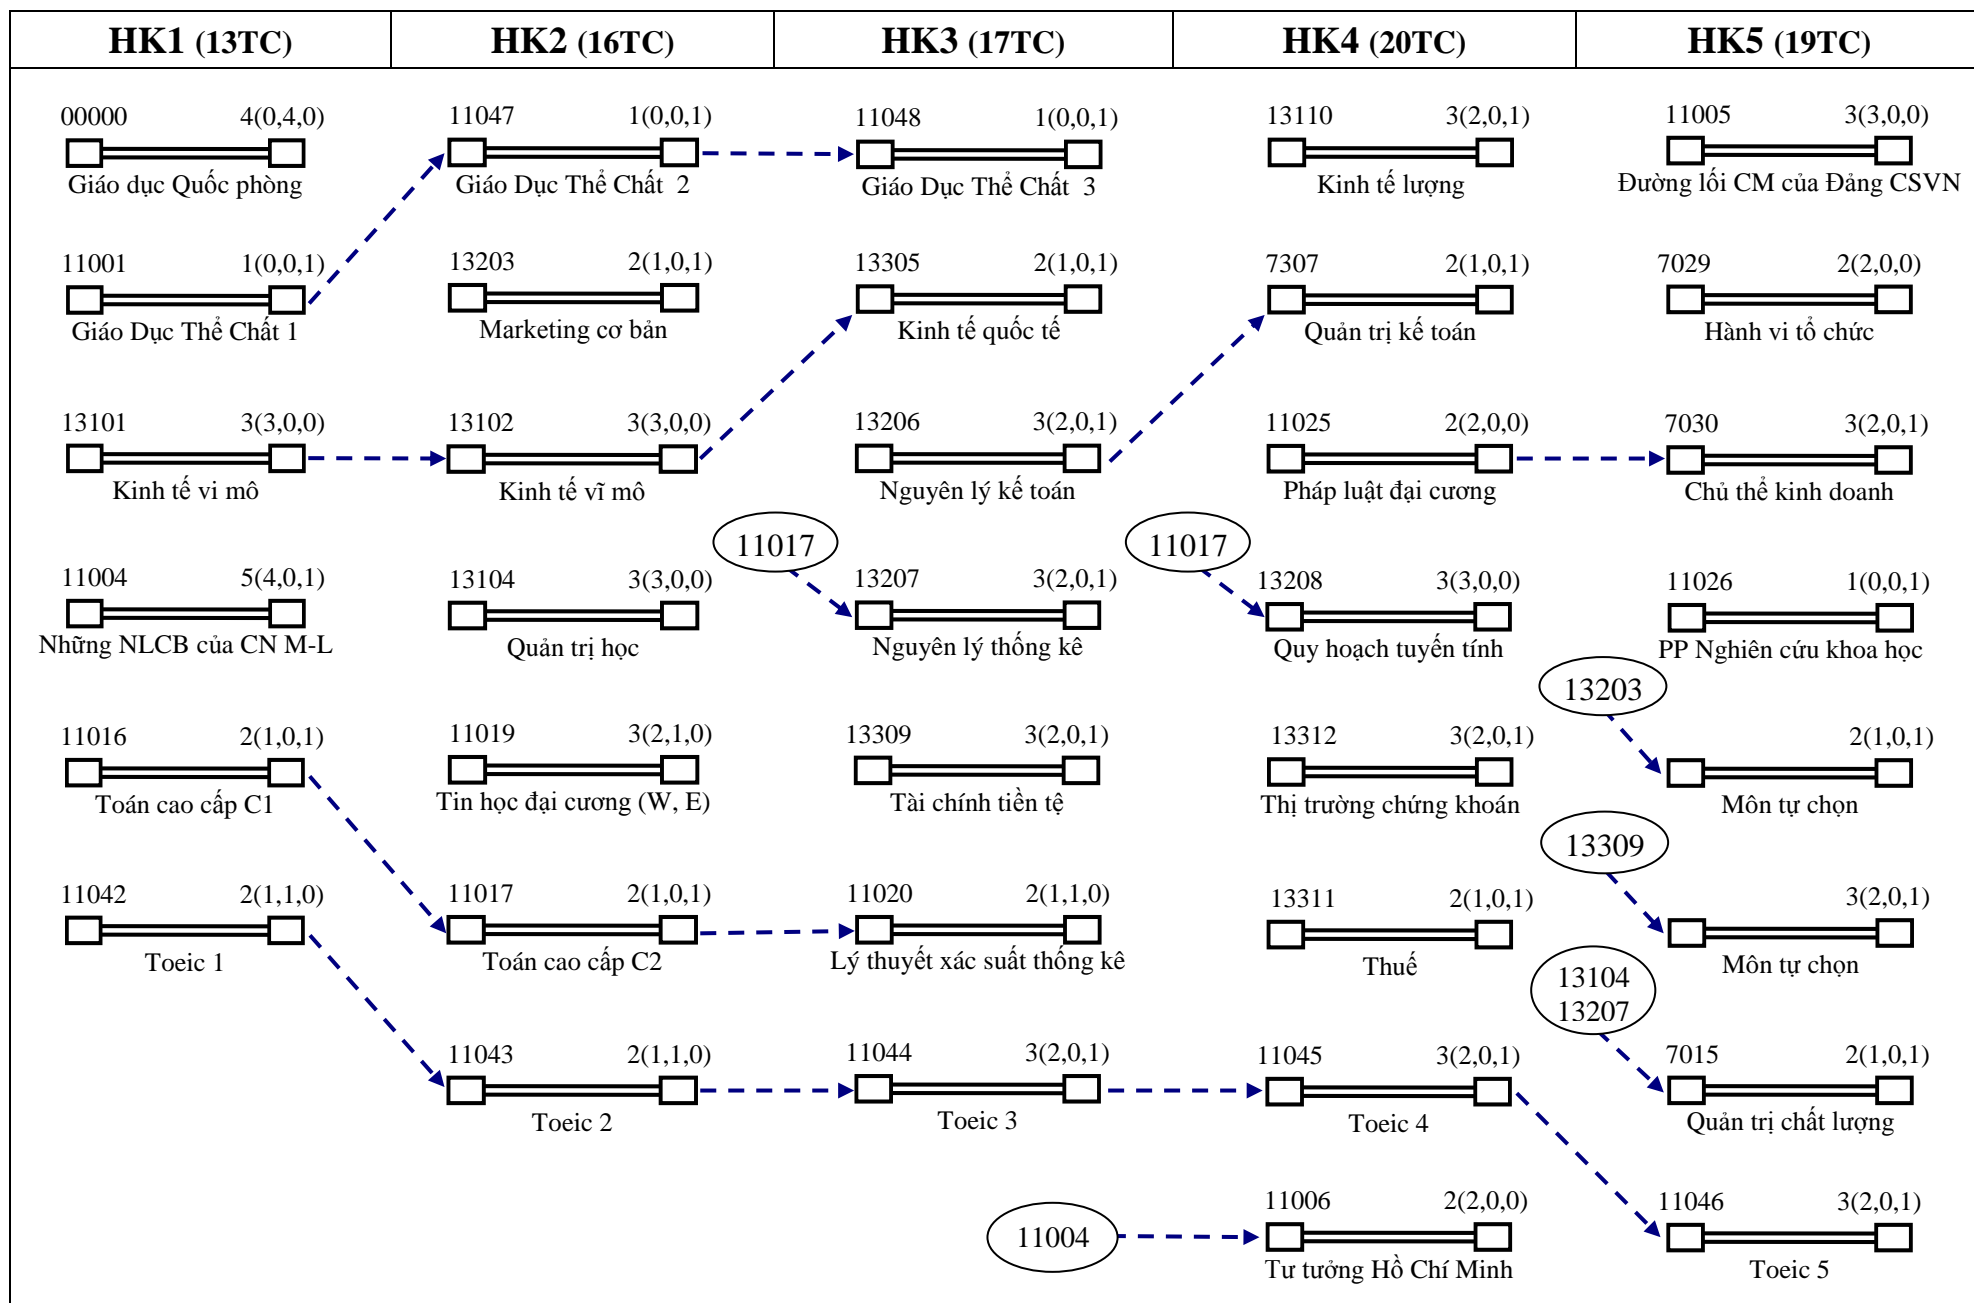 HK1 (13TC)
HK2 (16TC)
HK3 (17TC)
HK4 (20TC)
HK5 (19TC)
00000 4(0,4,0)
Giáo dục Quốc phòng
11047 1(0,0,1)
Giáo Dục Thể Chất 2
11048 1(0,0,1)
Giáo Dục Thể Chất 3
13110 3(2,0,1)
Kinh tế lượng
11005 3(3,0,0)
Đường lối CM của Đảng CSVN
11001 1(0,0,1)
Giáo Dục Thể Chất 1
13203 2(1,0,1)
Marketing cơ bản
13305 2(1,0,1)
Kinh tế quốc tế
7307 2(1,0,1)
Quản trị kế toán
7029 2(2,0,0)
Hành vi tổ chức
13101 3(3,0,0)
Kinh tế vi mô
13102 3(3,0,0)
Kinh tế vĩ mô
13206 3(2,0,1)
Nguyên lý kế toán
11025 2(2,0,0)
Pháp luật đại cương
7030 3(2,0,1)
Chủ thể kinh doanh
11004 5(4,0,1)
Những NLCB của CN M-L
13104 3(3,0,0)
Quản trị học
11017
13207 3(2,0,1)
Nguyên lý thống kê
11017
13208 3(3,0,0)
Quy hoạch tuyến tính
11026 1(0,0,1)
PP Nghiên cứu khoa học
11016 2(1,0,1)
Toán cao cấp C1
11019 3(2,1,0)
Tin học đại cương (W, E)
13309 3(2,0,1)
Tài chính tiền tệ
13312 3(2,0,1)
Thị trường chứng khoán
13203
2(1,0,1)
Môn tự chọn
11042 2(1,1,0)
Toeic 1
11017 2(1,0,1)
Toán cao cấp C2
11020 2(1,1,0)
Lý thuyết xác suất thống kê
13311 2(1,0,1)
Thuế
13309
3(2,0,1)
Môn tự chọn
11043 2(1,1,0)
Toeic 2
11044 3(2,0,1)
Toeic 3
11045 3(2,0,1)
Toeic 4
13104
13207
7015 2(1,0,1)
Quản trị chất lượng
11004
11006 2(2,0,0)
Tư tưởng Hồ Chí Minh
11046 3(2,0,1)
Toeic 5